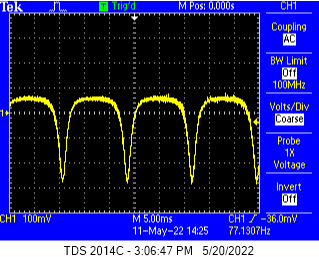 Tek T Trig'd M Pos: 0.000s CH1
Coupling
AC
BW Limit
Off
100MHz
Volts/Div
Coarse
1
Probe
1X
Voltage
Invert
Off
CH1 100mV M 5.00ms CH1 / -36.0mV
11-May-22 14:25 77.1307Hz
TDS 2014C - 3:06:47 PM 5/20/2022